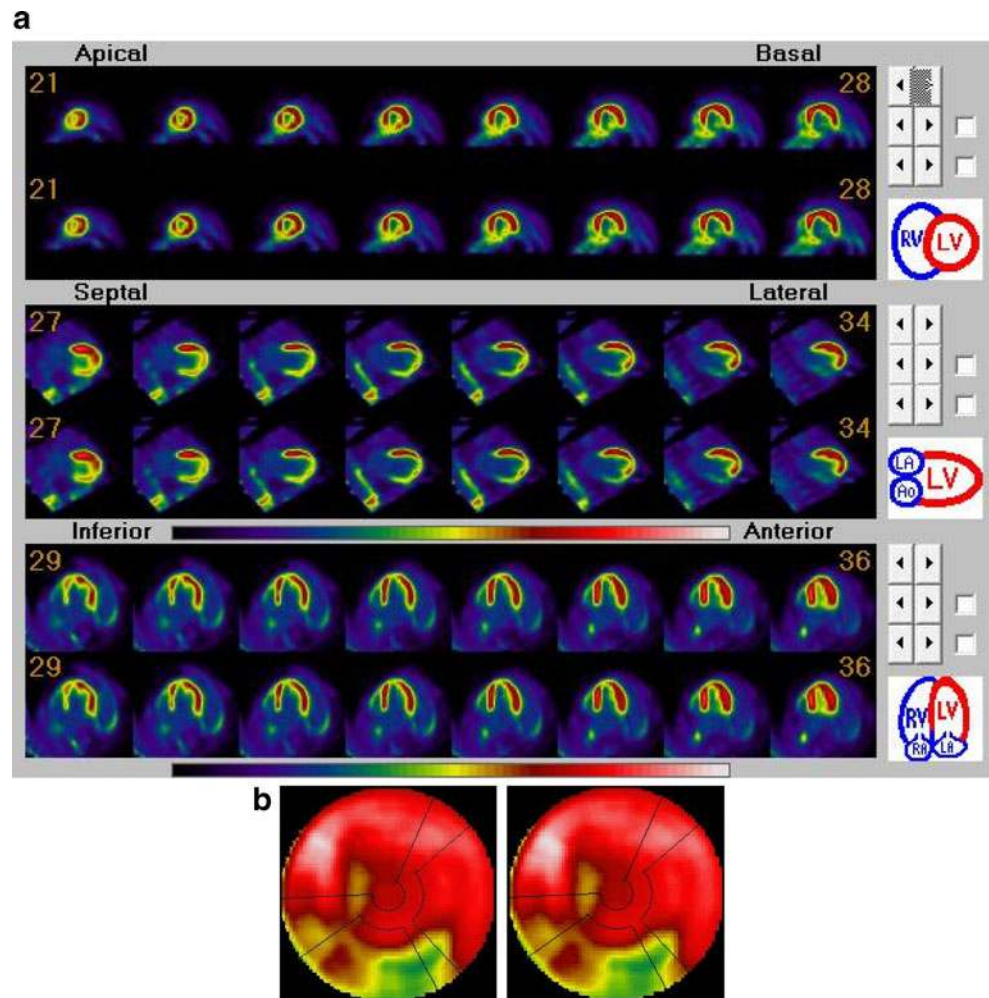 a
Apical Basal
21 28
21 28
RV LV
Septal Lateral
27 34
27 34
LA
Ao LV
Inferior Anterior
29 36
29 36
RV LV
RA LA
b